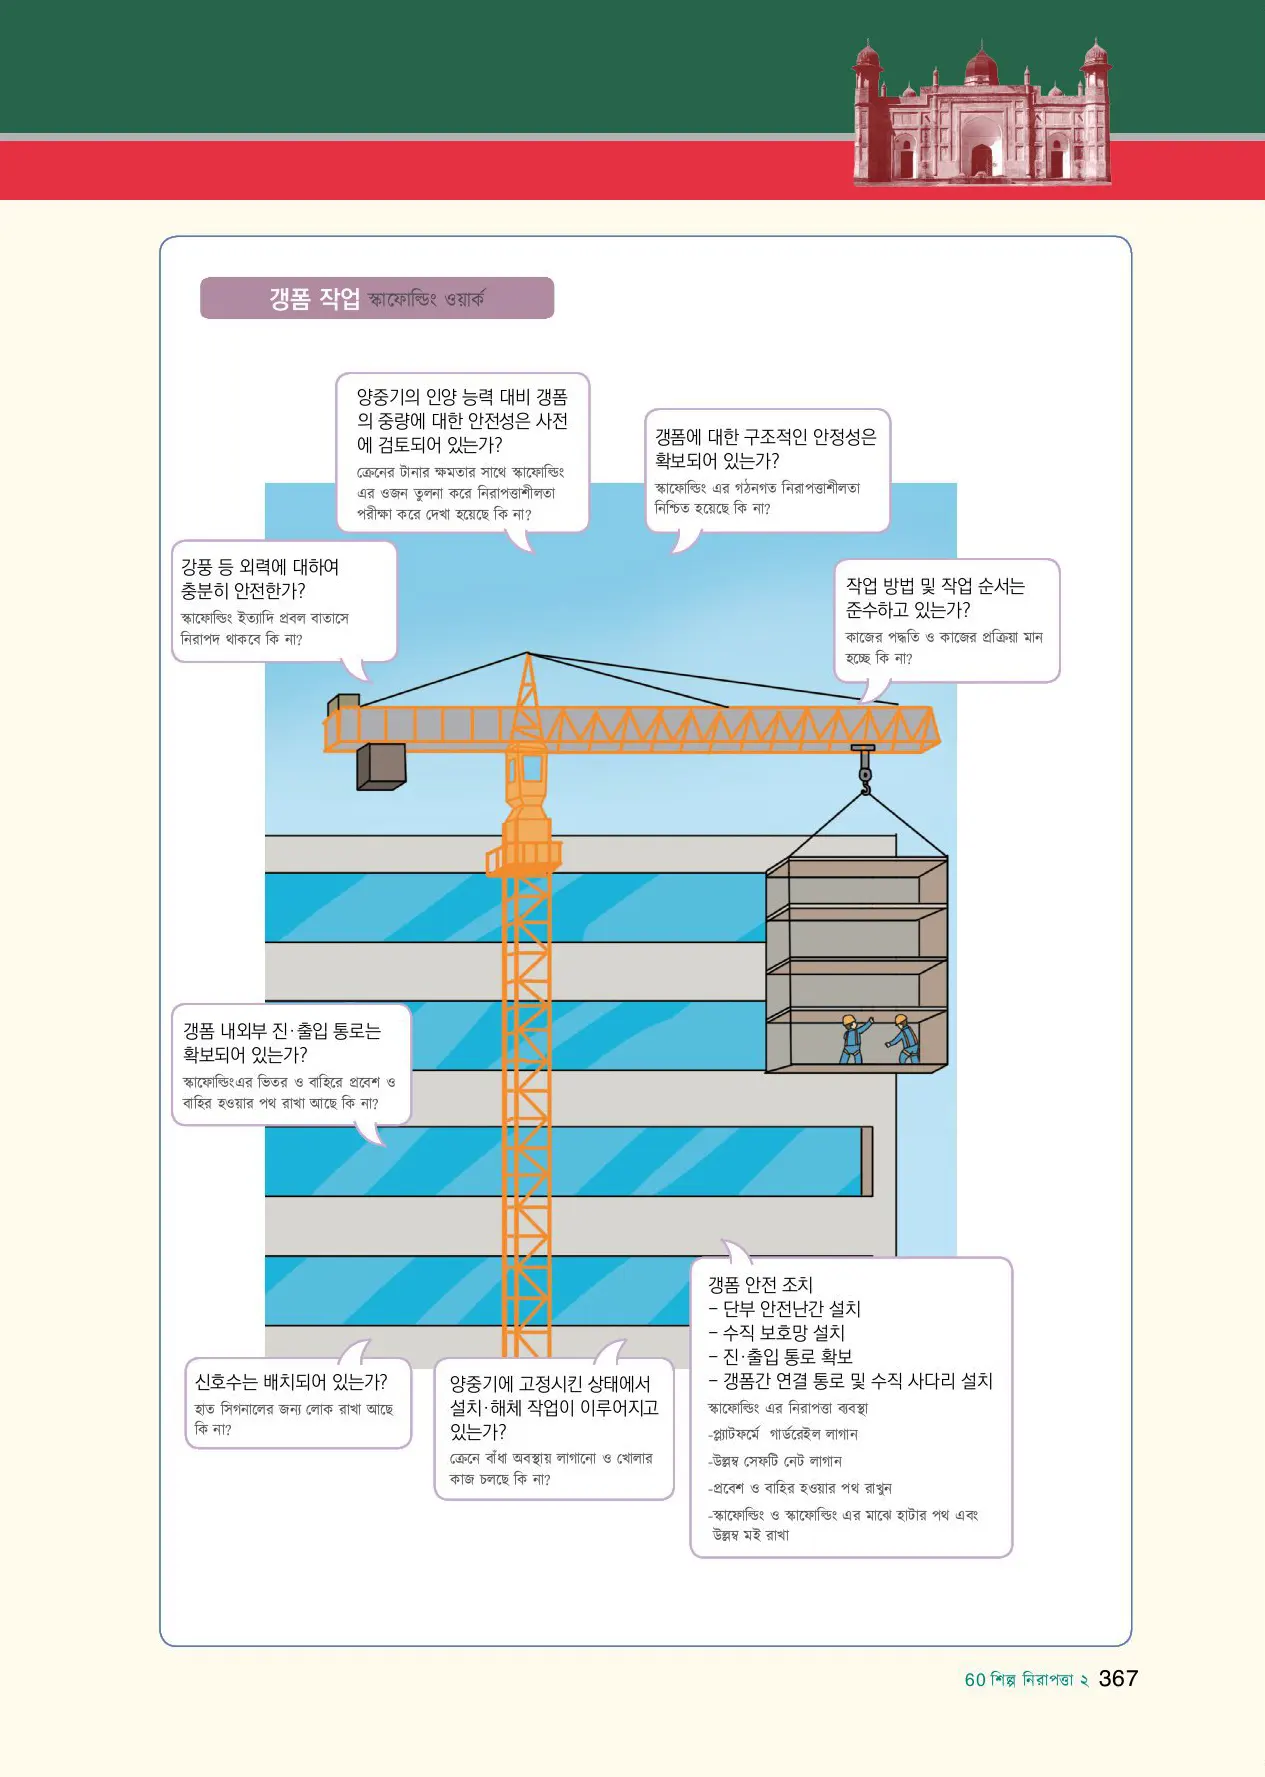 갱폼 작업 স্কাফোল্ডিং ওয়ার্ক
양중기의 인양 능력 대비 갱폼
의 중량에 대한 안전성은 사전
에 검토되어 있는가?
ক্রেনের টানার ক্ষমতার সাথে স্কাফোল্ডিং
এর ওজন তুলনা করে নিরাপত্তাশীলতা
পরীক্ষা করে দেখা হয়েছে কি না?
갱폼에 대한 구조적인 안정성은
확보되어 있는가?
স্কাফোল্ডিং এর গঠনগত নিরাপত্তাশীলতা
নিশ্চিত হয়েছে কি না?
강풍 등 외력에 대하여
충분히 안전한가?
স্কাফোল্ডিং ইত্যাদি প্রবল বাতাসে
নিরাপদ থাকবে কি না?
작업 방법 및 작업 순서는
준수하고 있는가?
কাজের পদ্ধতি ও কাজের প্রক্রিয়া মান
হচ্ছে কি না?
갱폼 내외부 진·출입 통로는
확보되어 있는가?
স্কাফোল্ডিংএর ভিতর ও বাহিরে প্রবেশ ও
বাহির হওয়ার পথ রাখা আছে কি না?
신호수는 배치되어 있는가?
হাত সিগনালের জন্য লোক রাখা আছে
কি না?
양중기에 고정시킨 상태에서
설치·해체 작업이 이루어지고
있는가?
ক্রেনে বাঁধা অবস্থায় লাগানো ও খোলার
কাজ চলছে কি না?
갱폼 안전 조치
- 단부 안전난간 설치
- 수직 보호망 설치
- 진·출입 통로 확보
- 갱폼간 연결 통로 및 수직 사다리 설치
স্কাফোল্ডিং এর নিরাপত্তা ব্যবস্থা
-প্ল্যাটফর্মে গার্ডরেইল লাগান
-উল্লম্ব সেফটি নেট লাগান
-প্রবেশ ও বাহির হওয়ার পথ রাখুন
-স্কাফোল্ডিং ও স্কাফোল্ডিং এর মাঝে হাটার পথ এবং
উল্লম্ব মই রাখা
60 শিল্প নিরাপত্তা ২ 367